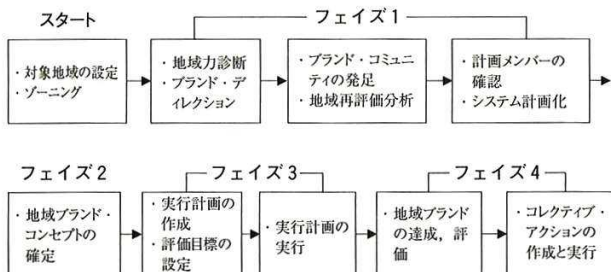 スタート
フェイズ1
・対象地域の設定
・ゾーニング
・地域力診断
・ブランド・デ
ィレクション
・ブランド・コミュニ
ティの発足
・地域再評価分析
・計画メンバーの
確認
・システム計画化
フェイズ2
フェイズ3
フェイズ4
・地域ブランド・
コンセプトの
確定
・実行計画の
作成
・評価目標の
設定
・実行計画の
実行
・地域ブランド
の達成，評
価
・コレクティブ・
アクションの
作成と実行